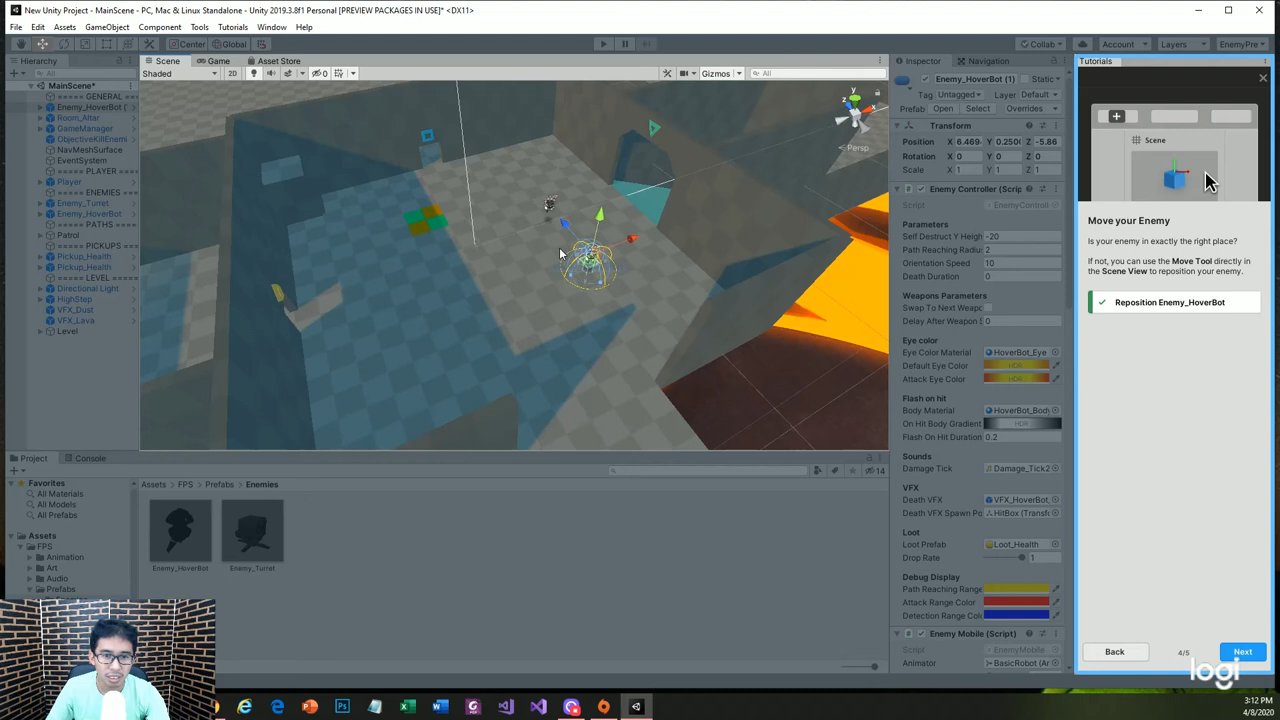 New Unity Project - MainScene - PC, Mac & Linux Standalone - Unity 2019.3.8f1 Personal [PREVIEW PACKAGES IN USE]* <DX11>
File Edit Assets GameObject Component Tools Tutorials Window Help
Center Global Collab Account Layers EnemyPre
Hierarchy
All
MainScene*
===== GENERAL
Enemy_HoverBot (
Room_Altar
GameManager
ObjectiveKillEnemi
NavMeshSurface
EventSystem
===== PLAYER
Player
===== ENEMIES
Enemy_Turret
Enemy_HoverBot
===== PATHS
Patrol
===== PICKUPS
Pickup_Health
Pickup_Health
===== LEVEL
Directional Light
HighStep
VFX_Dust
VFX_Lava
Level
Scene Game Asset Store
Shaded 2D 0 Gizmos All
y
x
z
Persp
Inspector Navigation
Enemy_HoverBot (1) Static
Tag Untagged Layer Default
Prefab Open Select Overrides
Transform
Position X 6.469 Y 0.250 Z -5.86
Rotation X 0 Y 0 Z 0
Scale X 1 Y 1 Z 1
Enemy Controller (Scrip
Script EnemyControll
Parameters
Self Destruct Y Heigh -20
Path Reaching Radius 2
Orientation Speed 10
Death Duration 0
Weapons Parameters
Swap To Next Weapo
Delay After Weapon S 0
Eye color
Eye Color Material HoverBot_Eye
Default Eye Color HDR
Attack Eye Color HDR
Flash on hit
Body Material HoverBot_Body
On Hit Body Gradient HDR
Flash On Hit Duration 0.2
Sounds
Damage Tick Damage_Tick2
VFX
Death VFX VFX_HoverBot_
Death VFX Spawn Po HitBox (Transf
Loot
Loot Prefab Loot_Health
Drop Rate 1
Debug Display
Path Reaching Range
Attack Range Color
Detection Range Colo
Enemy Mobile (Script)
Script EnemyMobile
Animator BasicRobot (An
Tutorials
Scene
Move your Enemy
Is your enemy in exactly the right place?
If not, you can use the Move Tool directly in
the Scene View to reposition your enemy.
Reposition Enemy_HoverBot
Back 4/5 Next
Project Console
14
Favorites
All Materials
All Models
All Prefabs
Assets
FPS
Animation
Art
Audio
Prefabs
Assets FPS Prefabs Enemies
Enemy_HoverBot Enemy_Turret
logi
3:12 PM
4/8/2020